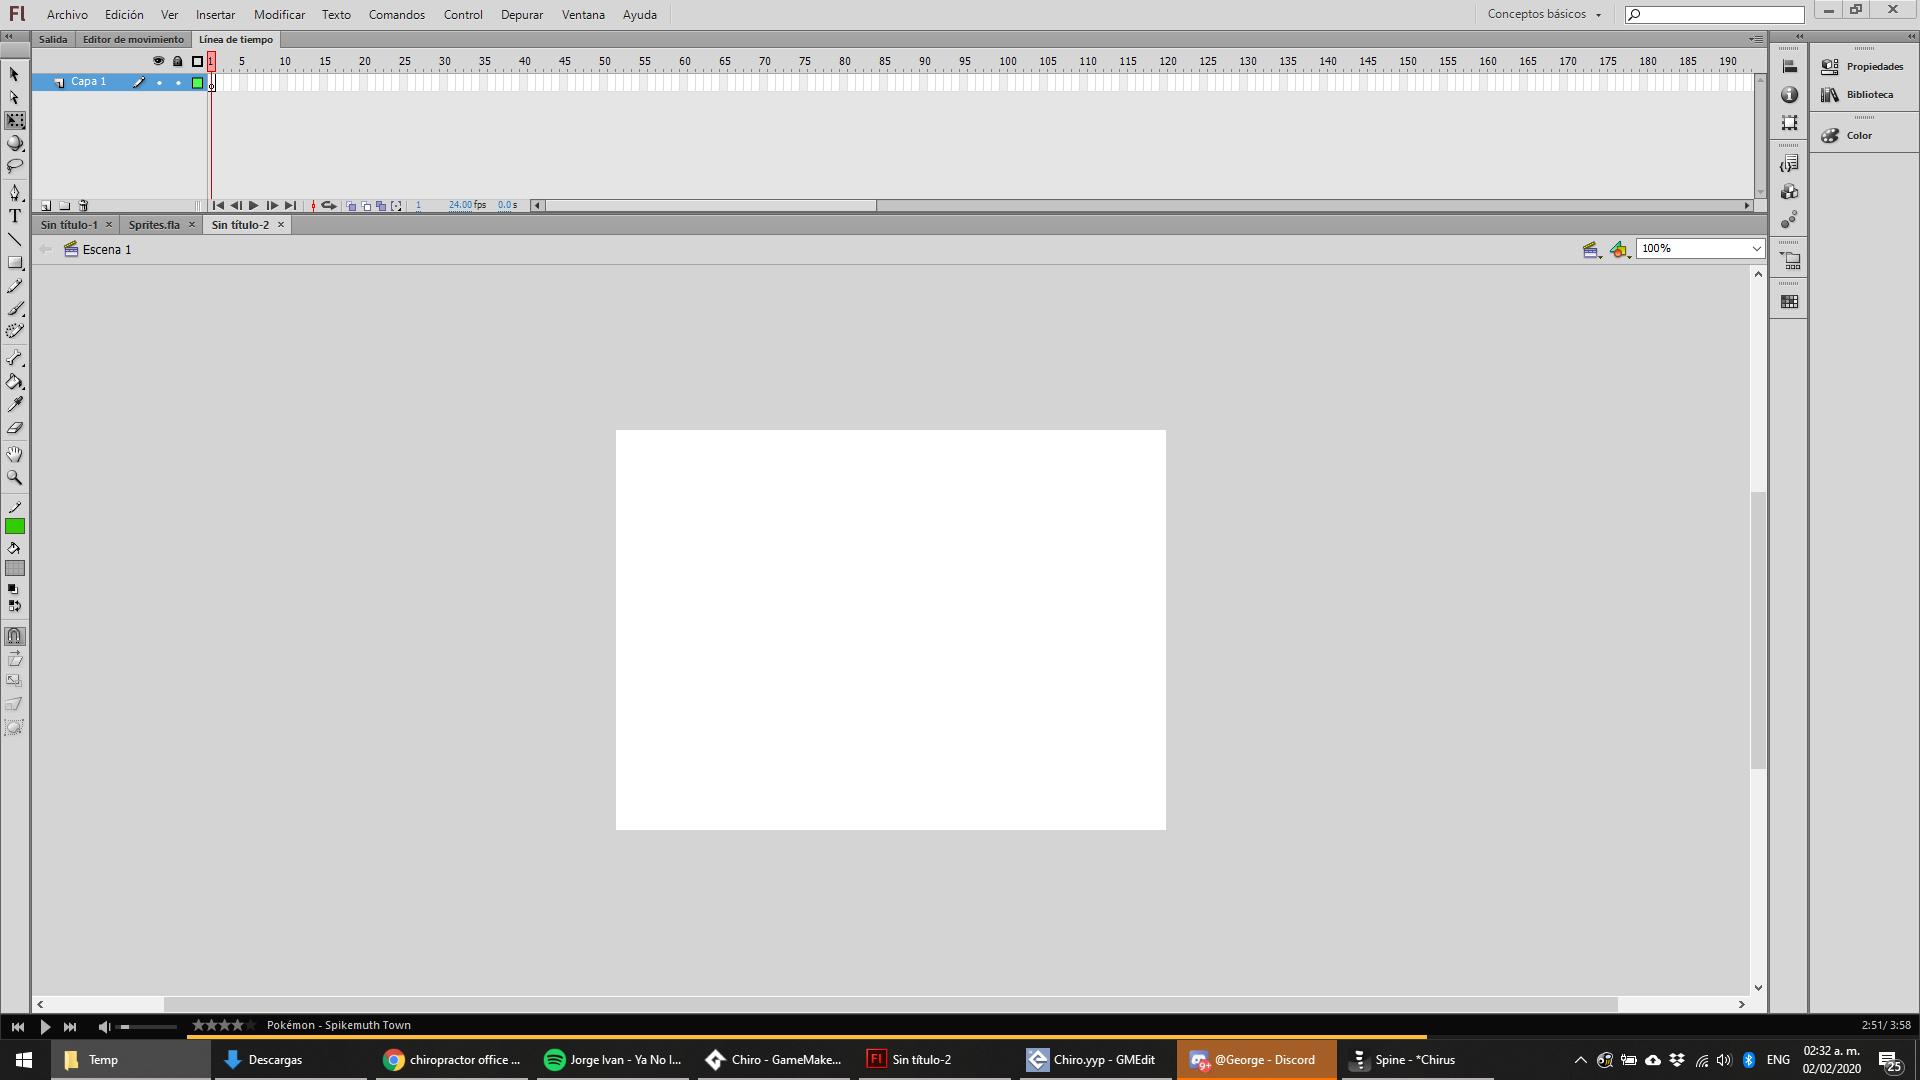 Fl Archivo Edición Ver Insertar Modificar Texto Comandos Control Depurar Ventana Ayuda Conceptos básicos
Salida Editor de movimiento Línea de tiempo
1 5 10 15 20 25 30 35 40 45 50 55 60 65 70 75 80 85 90 95 100 105 110 115 120 125 130 135 140 145 150 155 160 165 170 175 180 185 190
Capa 1
Propiedades
Biblioteca
Color
1 24.00 fps 0.0 s
Sin título-1 Sprites.fla Sin título-2
Escena 1 100%
Pokémon - Spikemuth Town 2:51/ 3:58
Temp Descargas chiropractor office ... Jorge Ivan - Ya No I... Chiro - GameMake... Fl Sin título-2 Chiro.yyp - GMEdit 9+ @George - Discord Spine - *Chirus ENG 02:32 a. m.
02/02/2020 25